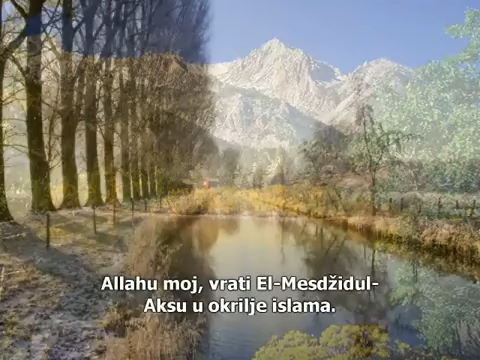 Allahu moj, vrati El-Mesdžidul-
Aksu u okrilje islama.